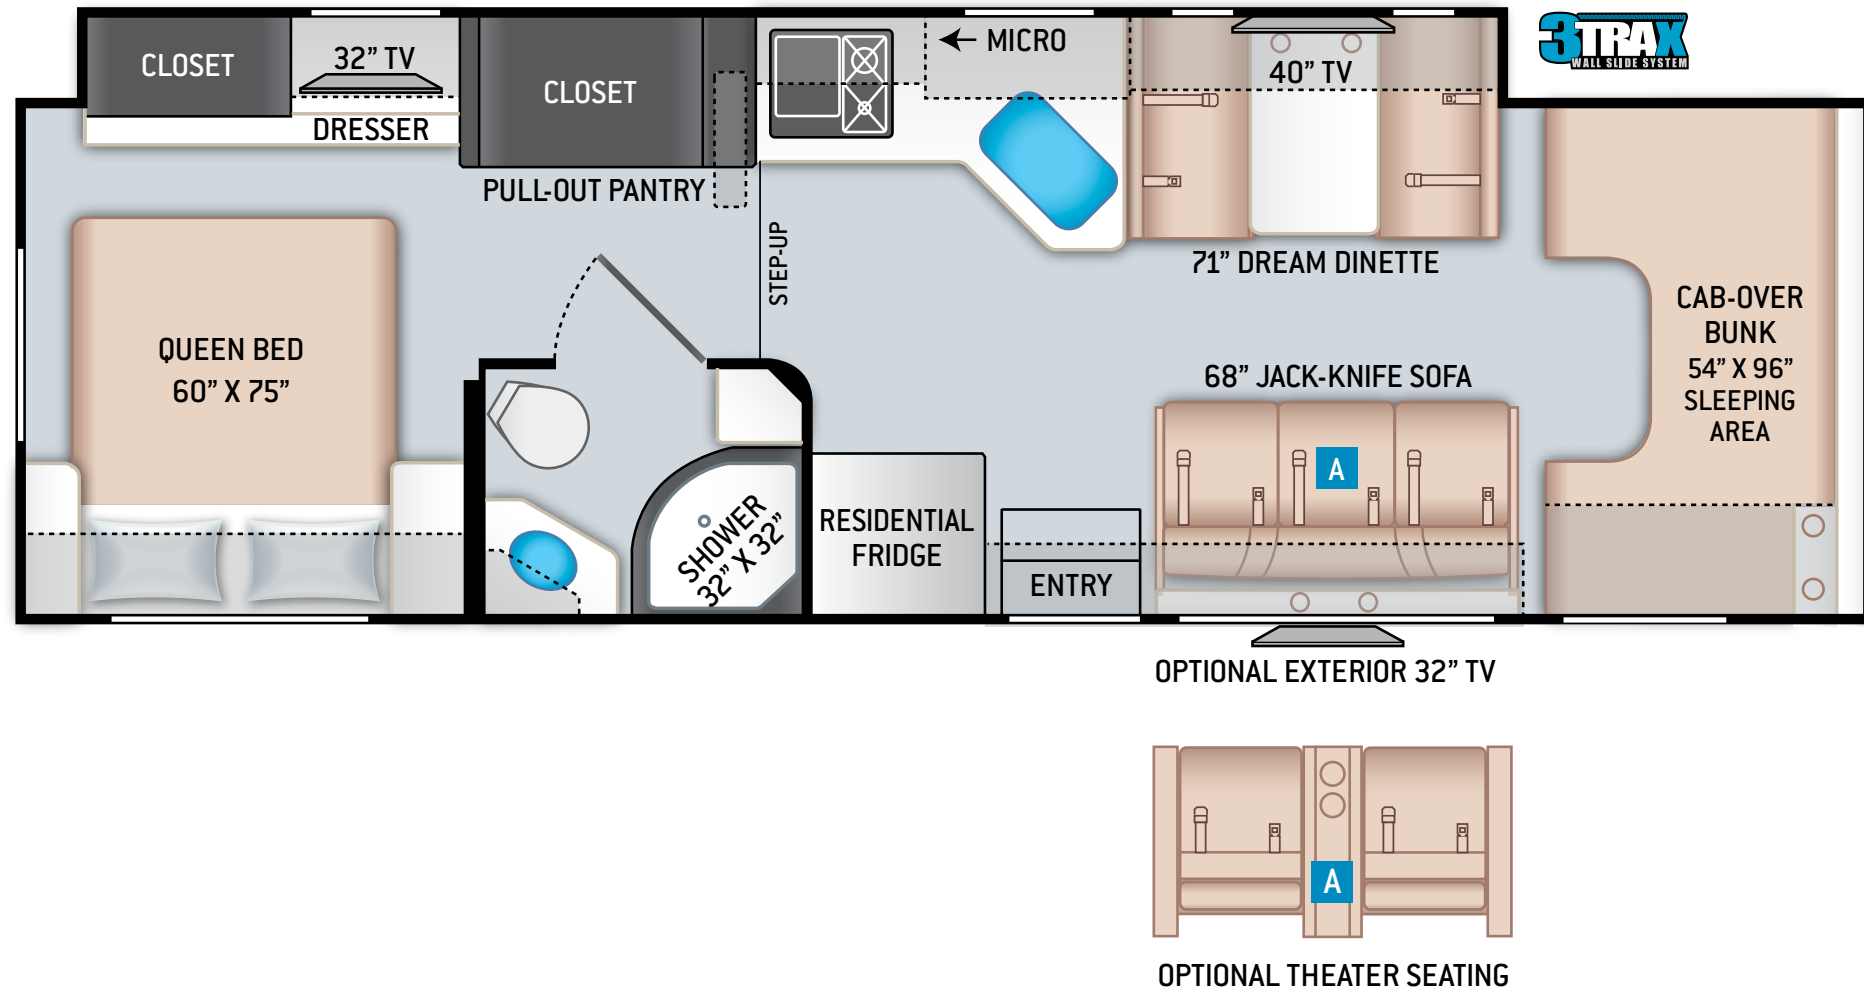 CLOSET
32” TV
DRESSER
CLOSET
PULL-OUT PANTRY
STEP-UP
MICRO
40” TV
71” DREAM DINETTE
3TRAX
WALL SLIDE SYSTEM
QUEEN BED
60” X 75”
SHOWER
32” X 32”
RESIDENTIAL
FRIDGE
ENTRY
68” JACK-KNIFE SOFA
A
CAB-OVER
BUNK
54” X 96”
SLEEPING
AREA
OPTIONAL EXTERIOR 32” TV
A
OPTIONAL THEATER SEATING